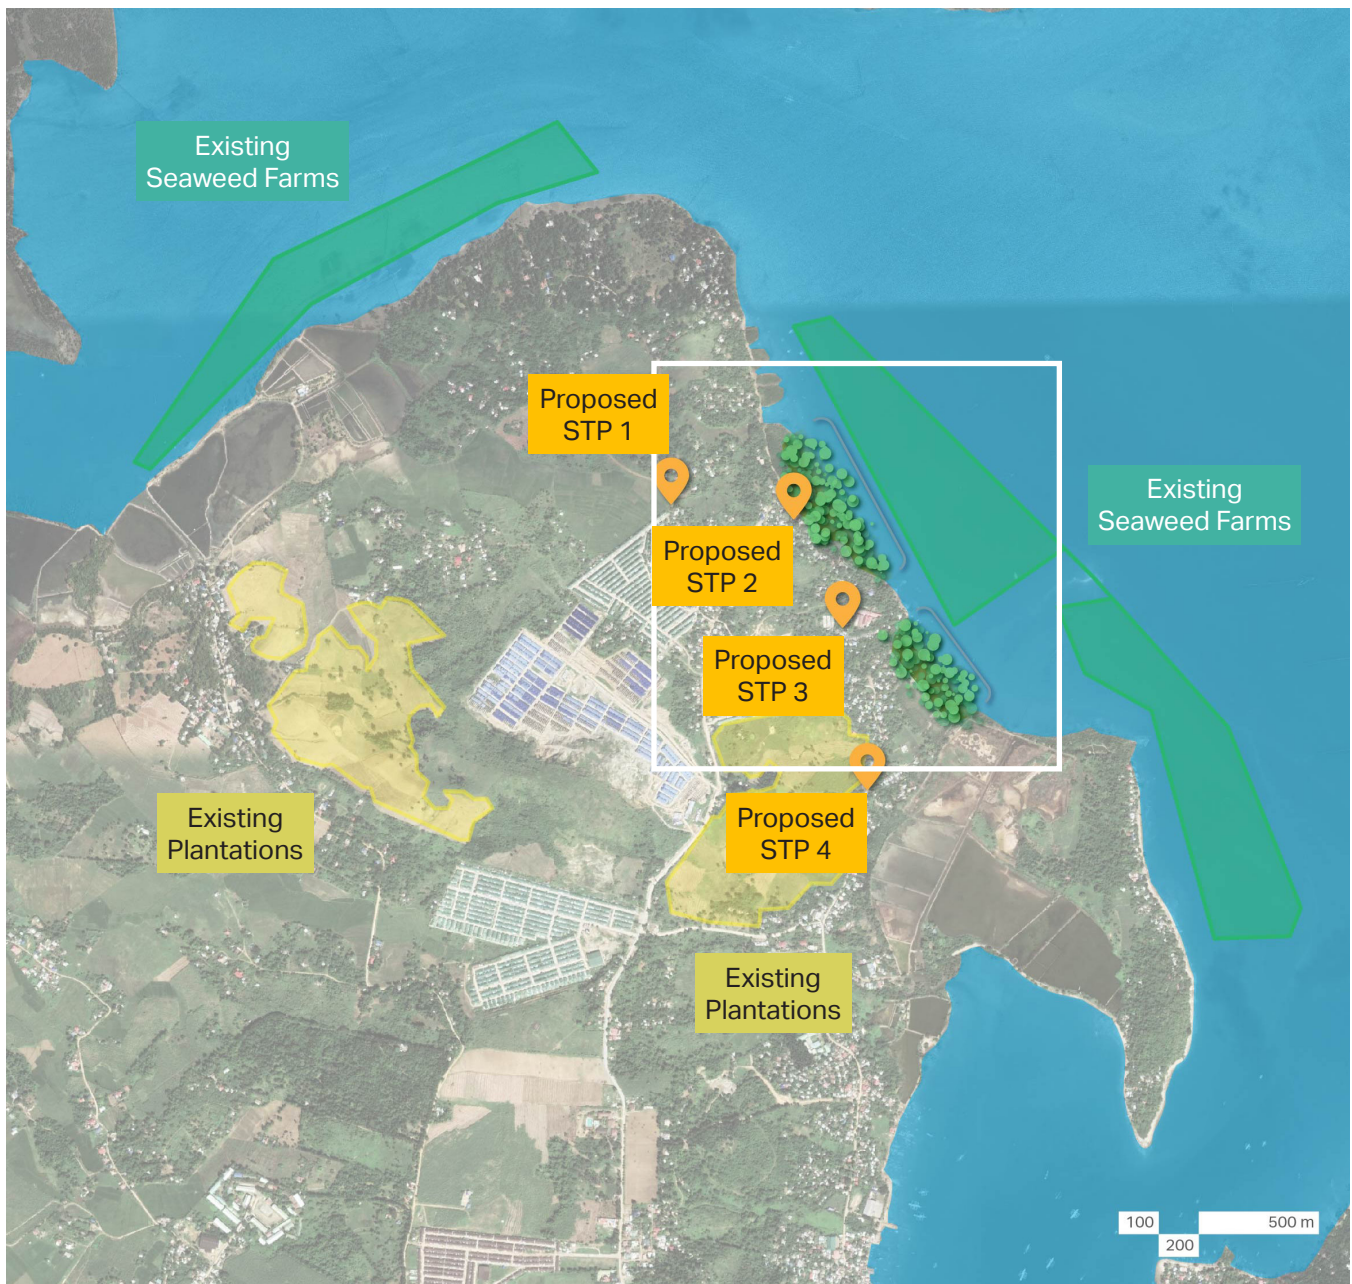 Existing
Seaweed Farms
Proposed
STP 1
Existing
Seaweed Farms
Proposed
STP 2
Proposed
STP 3
Existing
Plantations
Proposed
STP 4
Existing
Plantations
100
500 m
200